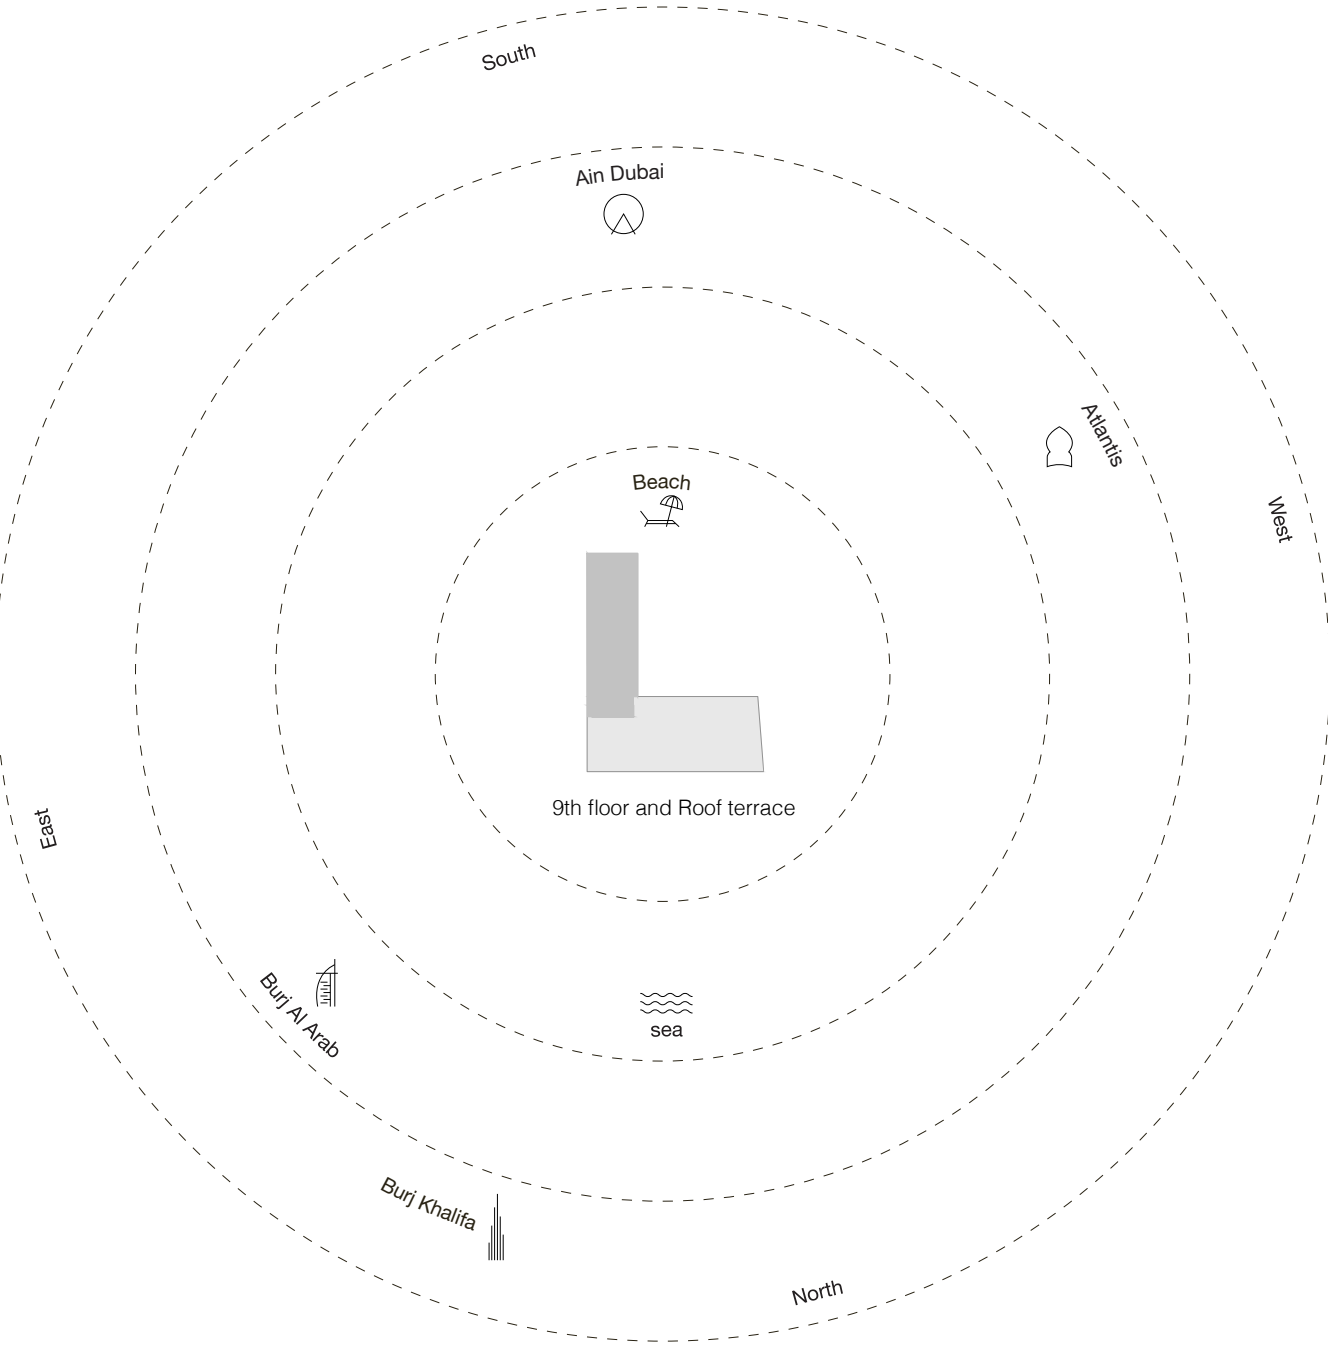 South
Ain Dubai
Atlantis
Beach
West
9th floor and Roof terrace
East
Burj Al Arab
sea
Burj Khalifa
North